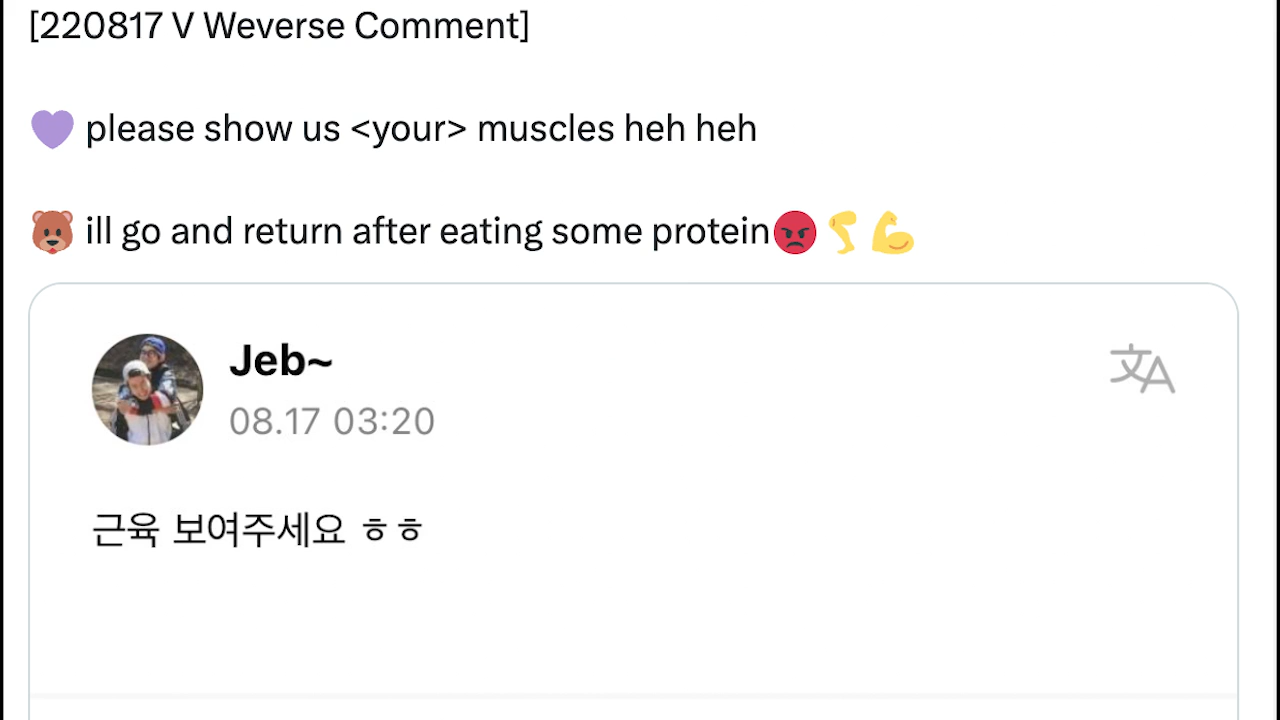 [220817 V Weverse Comment]
💜 please show us <your> muscles heh heh
🐻 ill go and return after eating some protein😡🦵💪
Jeb~
08.17 03:20
근육 보여주세요 ㅎㅎ